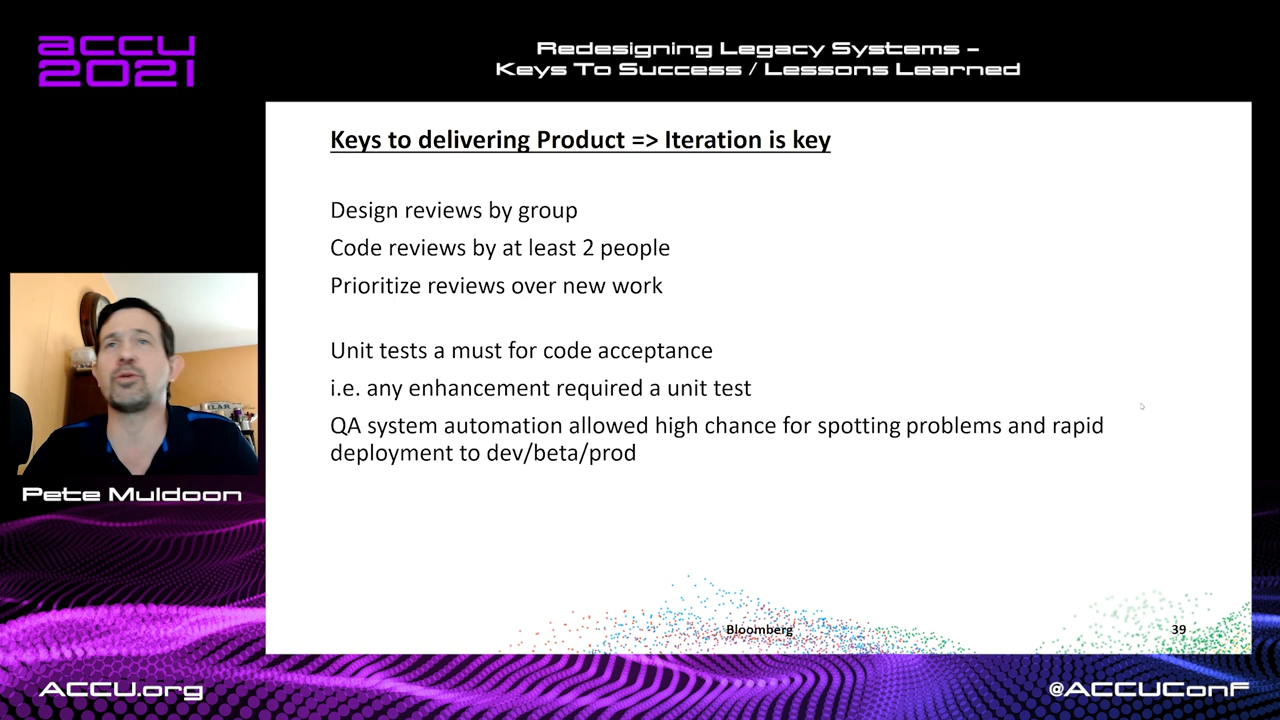 accu
2021
Redesigning Legacy Systems –
Keys To Success / Lessons Learned
Keys to delivering Product => Iteration is key
Design reviews by group
Code reviews by at least 2 people
Prioritize reviews over new work
Unit tests a must for code acceptance
i.e. any enhancement required a unit test
QA system automation allowed high chance for spotting problems and rapid
deployment to dev/beta/prod
Pete Muldoon
Bloomberg
39
ACCU.org
@ACCUConf